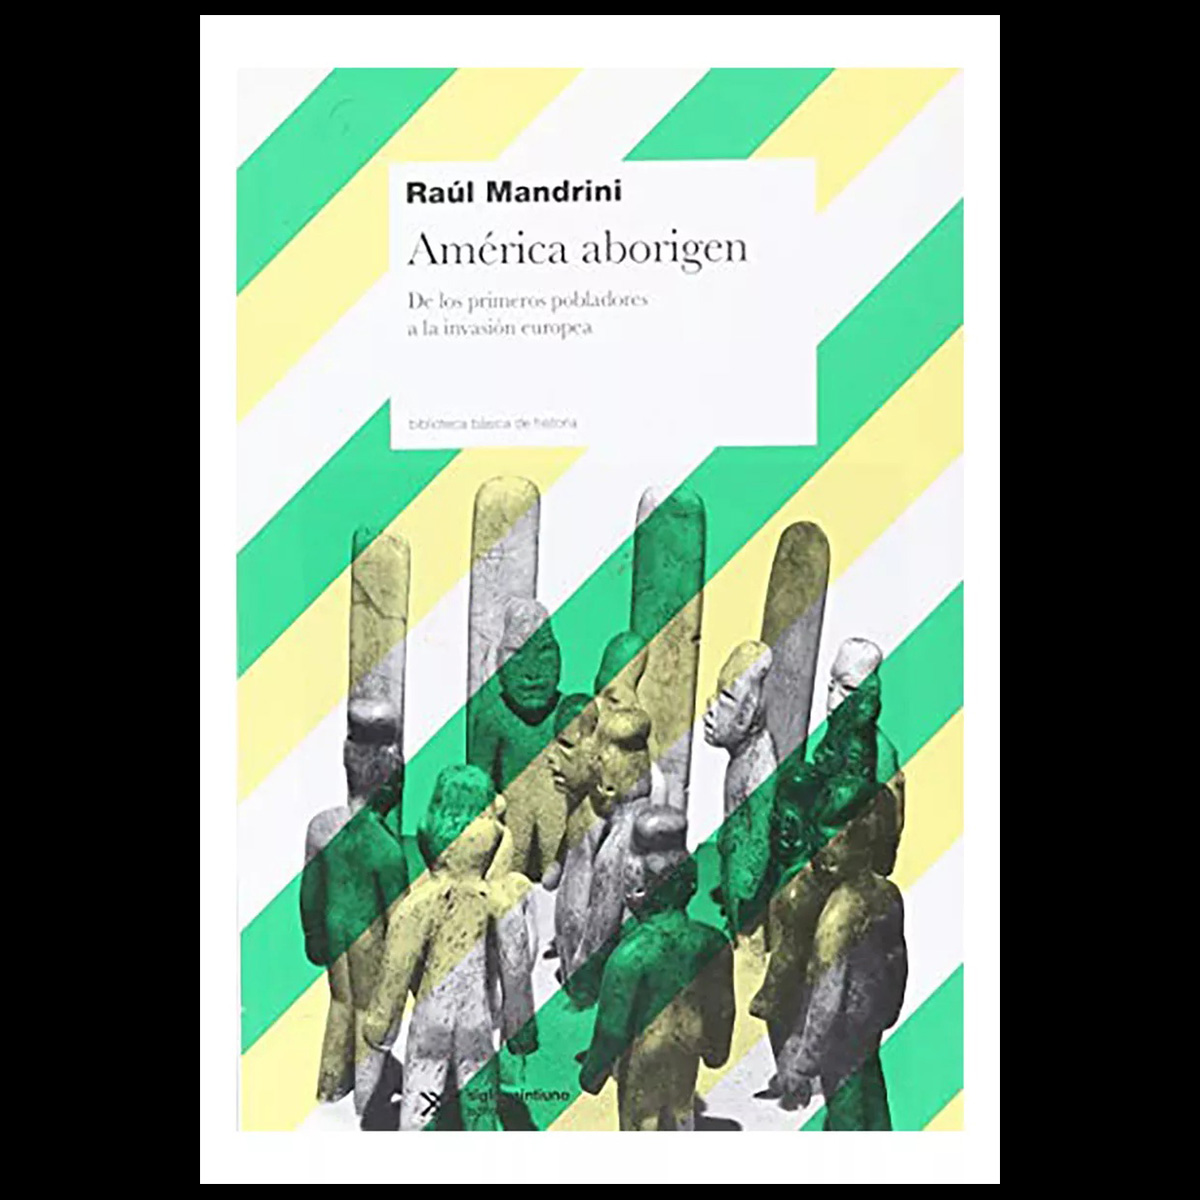 Raúl Mandrini
América aborigen
De los primeros pobladores
a la invasión europea
biblioteca básica de historia